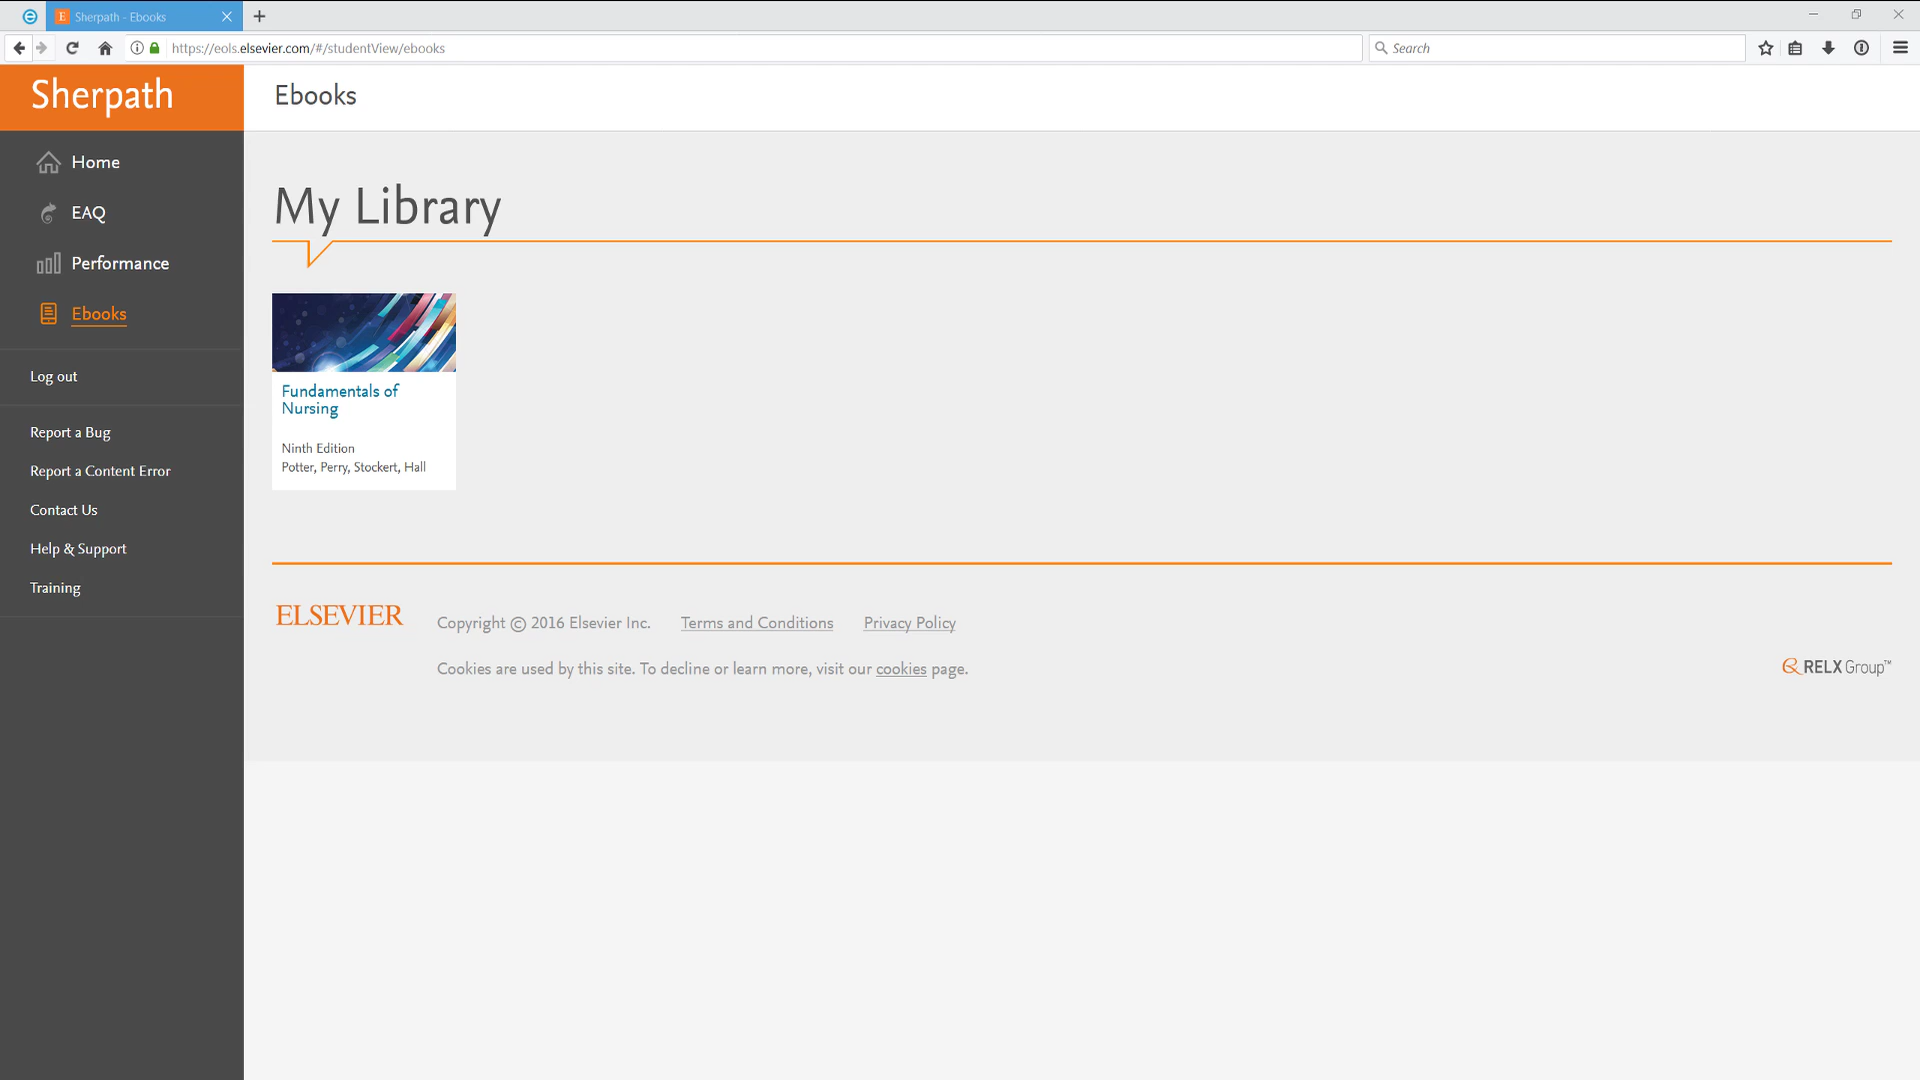 Sherpath - Ebooks
https://eols.elsevier.com/#/studentView/ebooks
Search
Sherpath
Ebooks
Home
EAQ
Performance
Ebooks
Log out
Report a Bug
Report a Content Error
Contact Us
Help & Support
Training
My Library
Fundamentals of
Nursing
Ninth Edition
Potter, Perry, Stockert, Hall
ELSEVIER
Copyright © 2016 Elsevier Inc. Terms and Conditions Privacy Policy
Cookies are used by this site. To decline or learn more, visit our cookies page.
RELX Group™